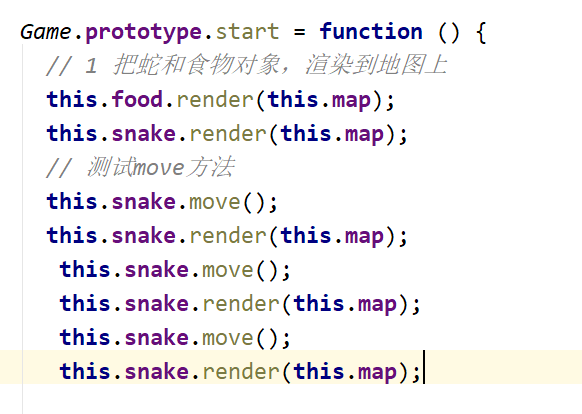 Game.prototype.start = function () {
// 1 把蛇和食物对象，渲染到地图上
this.food.render(this.map);
this.snake.render(this.map);
// 测试move方法
this.snake.move();
this.snake.render(this.map);
this.snake.move();
this.snake.render(this.map);
this.snake.move();
this.snake.render(this.map);